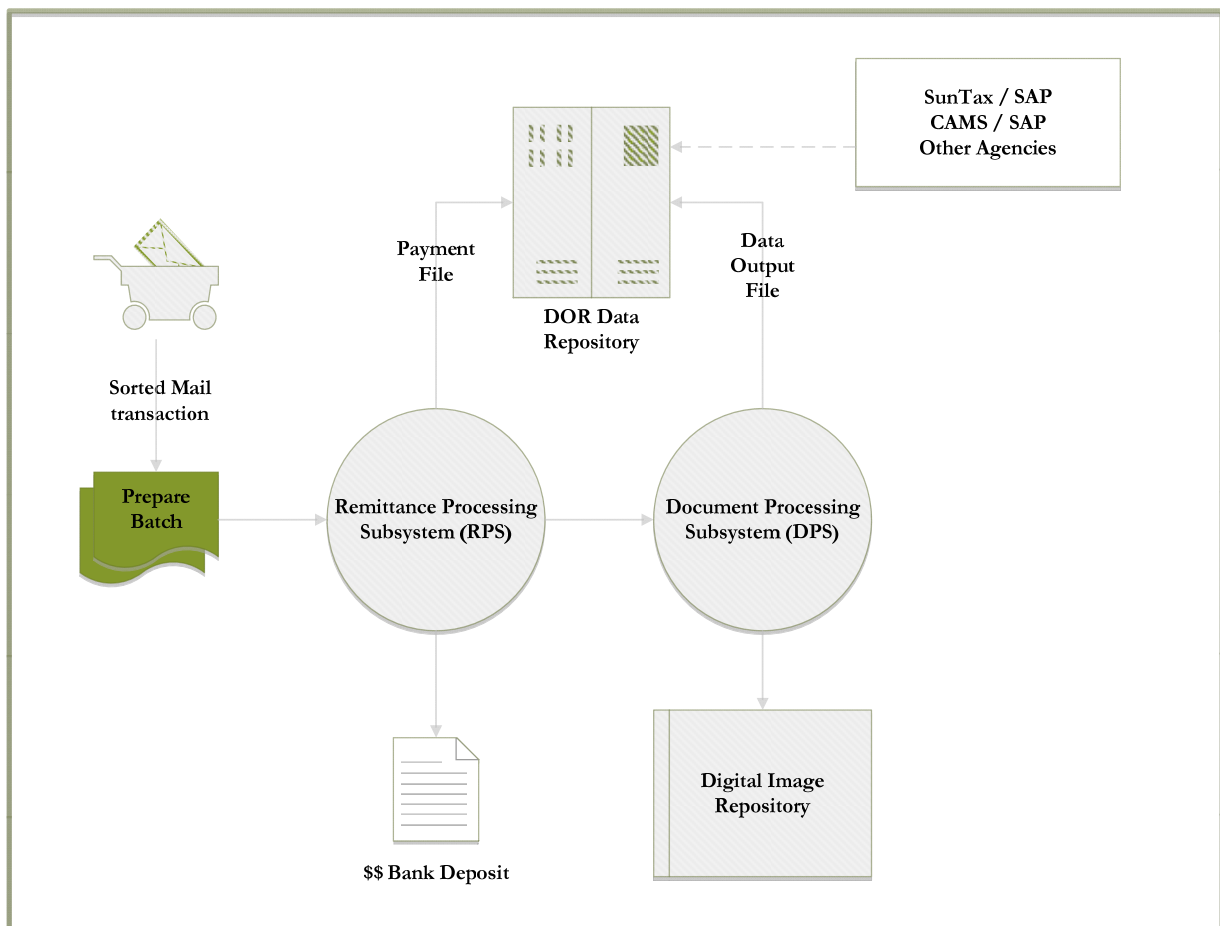 SunTax / SAP
CAMS / SAP
Other Agencies
Payment
File
Data
Output
File
DOR Data
Repository
Sorted Mail
transaction
Prepare
Batch
Remittance Processing
Subsystem (RPS)
Document Processing
Subsystem (DPS)
Digital Image
Repository
$$ Bank Deposit